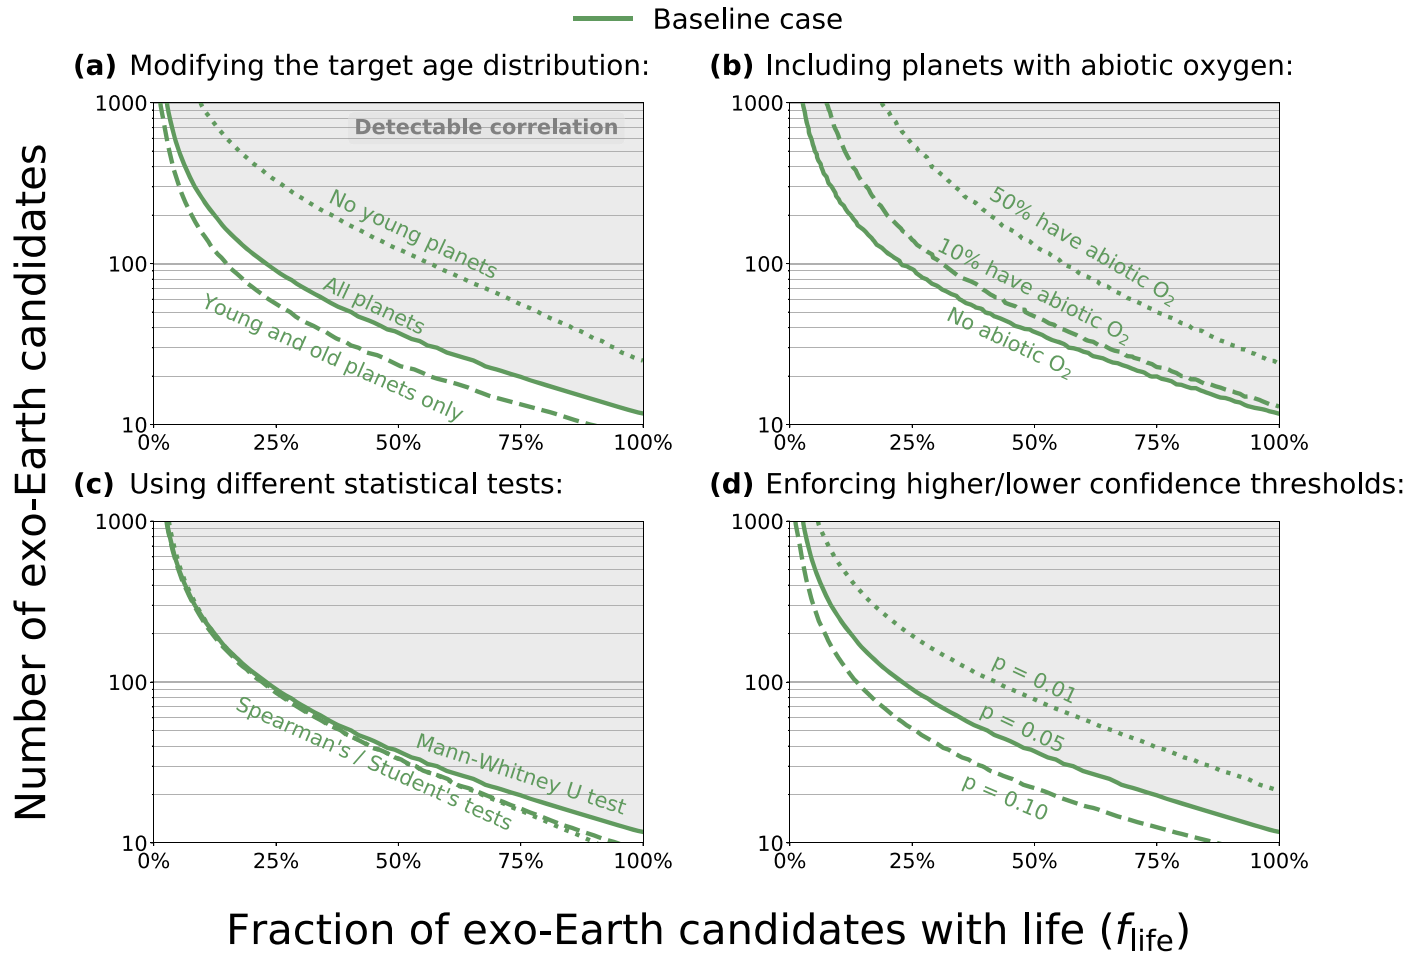 Baseline case
(a) Modifying the target age distribution:
(b) Including planets with abiotic oxygen:
Number of exo-Earth candidates
1000
100
10
Detectable correlation
No young planets
All planets
Young and old planets only
0%
25%
50%
75%
100%
1000
100
10
50% have abiotic O₂
10% have abiotic O₂
No abiotic O₂
0%
25%
50%
75%
100%
(c) Using different statistical tests:
(d) Enforcing higher/lower confidence thresholds:
1000
100
10
Mann-Whitney U test
Spearman's / Student's tests
0%
25%
50%
75%
100%
1000
100
10
p = 0.01
p = 0.05
p = 0.10
0%
25%
50%
75%
100%
Fraction of exo-Earth candidates with life (f_life)